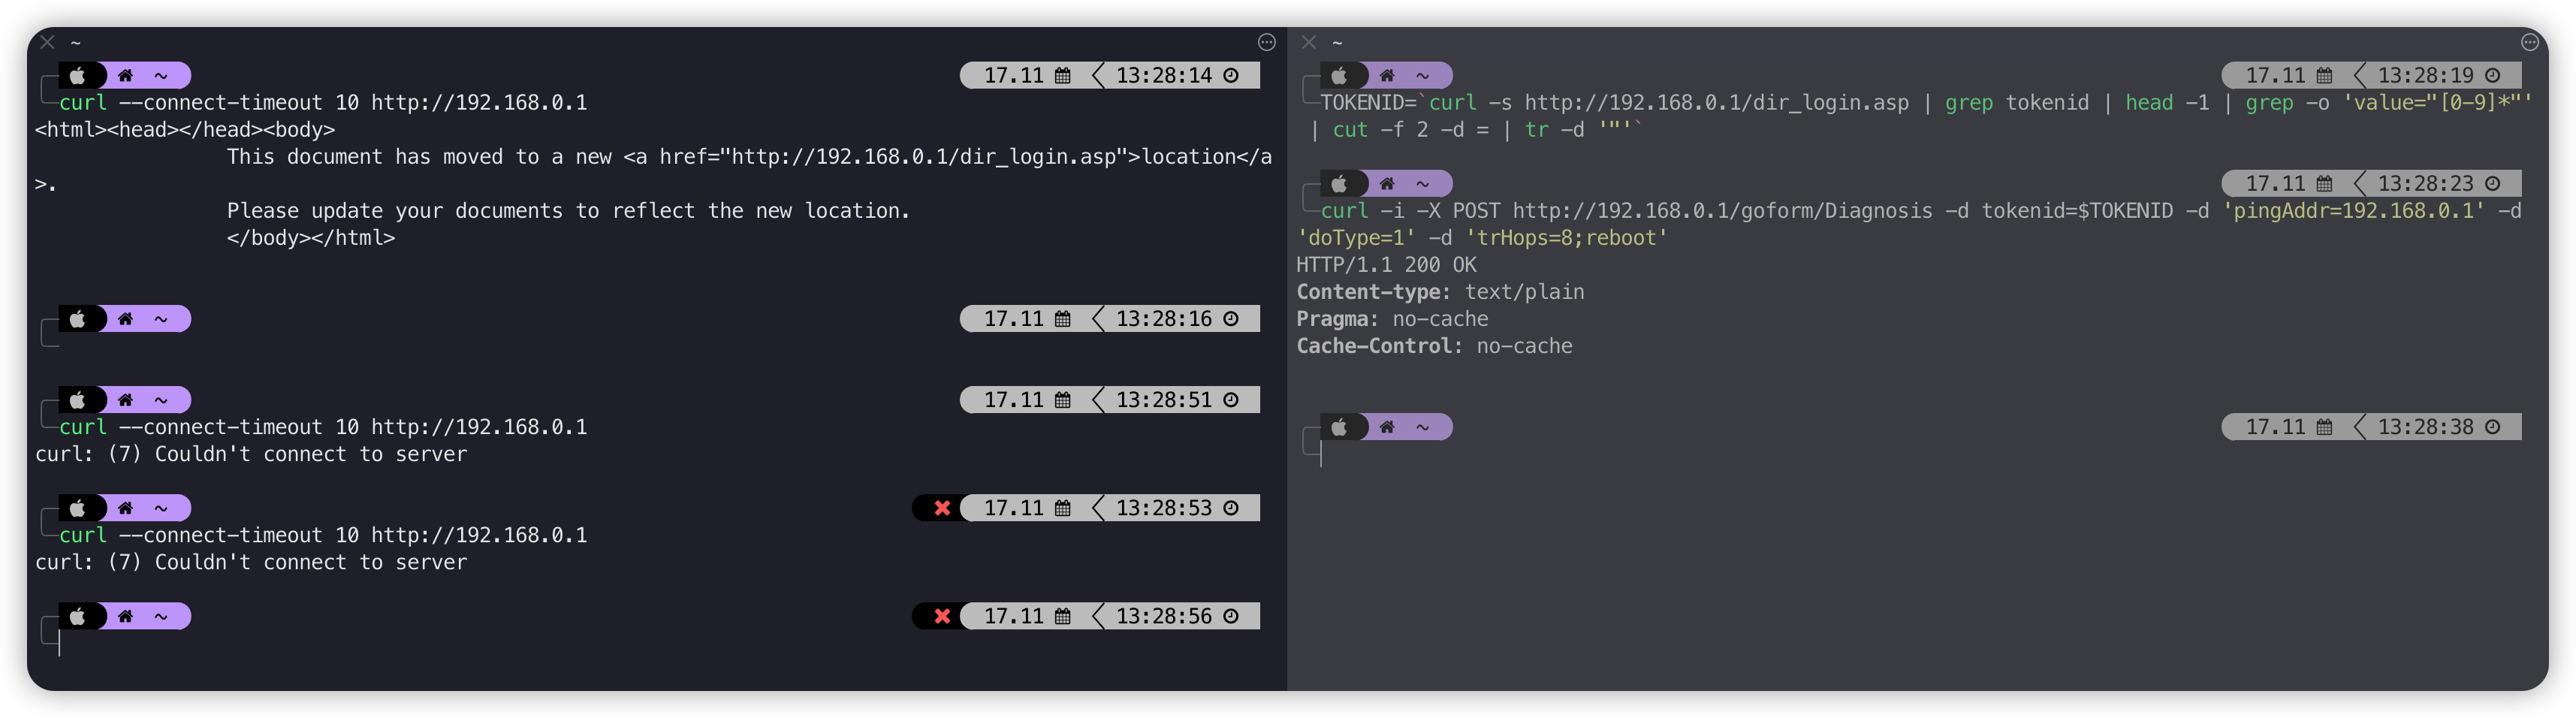 ~
~ 17.11 13:28:14
curl --connect-timeout 10 http://192.168.0.1
<html><head></head><body>
This document has moved to a new <a href="http://192.168.0.1/dir_login.asp">location</a
>.
Please update your documents to reflect the new location.
</body></html>
~ 17.11 13:28:16
~ 17.11 13:28:51
curl --connect-timeout 10 http://192.168.0.1
curl: (7) Couldn't connect to server
~ 17.11 13:28:53
curl --connect-timeout 10 http://192.168.0.1
curl: (7) Couldn't connect to server
~ 17.11 13:28:56
~
~ 17.11 13:28:19
TOKENID=`curl -s http://192.168.0.1/dir_login.asp | grep tokenid | head -1 | grep -o 'value="[0-9]*"'
| cut -f 2 -d = | tr -d '"'`
~ 17.11 13:28:23
curl -i -X POST http://192.168.0.1/goform/Diagnosis -d tokenid=$TOKENID -d 'pingAddr=192.168.0.1' -d
'doType=1' -d 'trHops=8;reboot'
HTTP/1.1 200 OK
Content-type: text/plain
Pragma: no-cache
Cache-Control: no-cache
~ 17.11 13:28:38